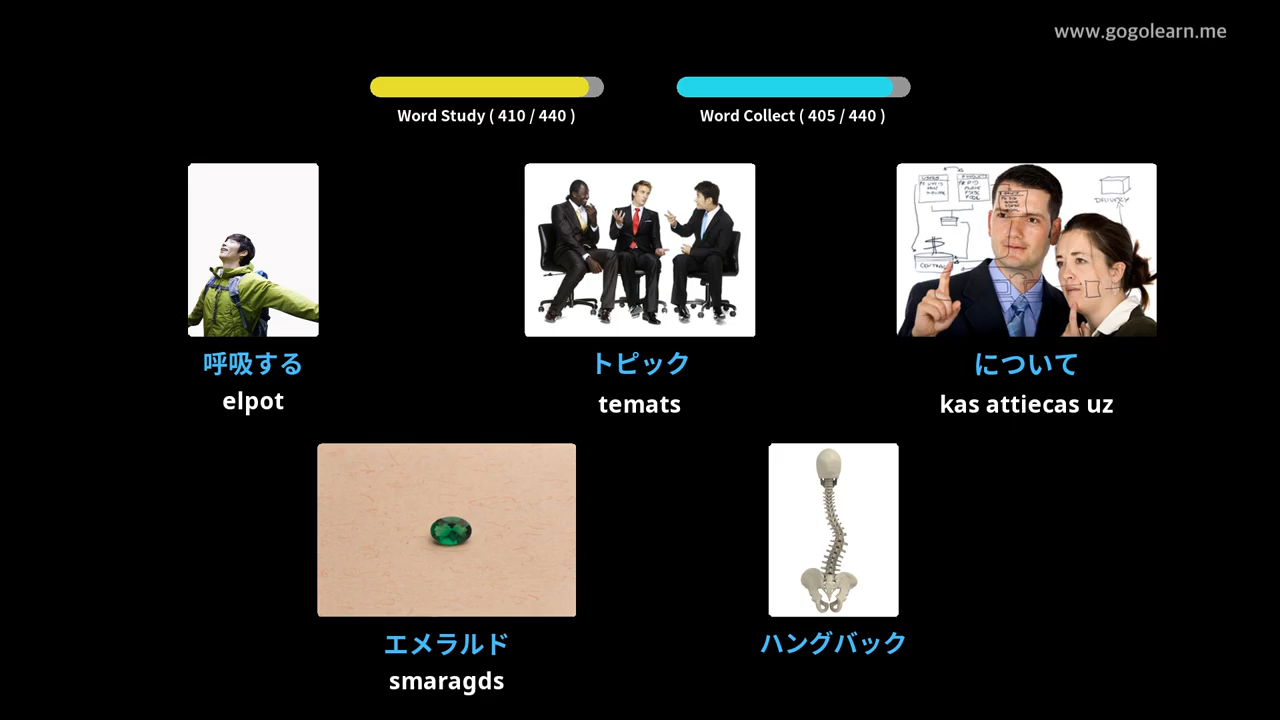 www.gogolearn.me
Word Study ( 410 / 440 )
Word Collect ( 405 / 440 )
呼吸する
elpot
トピック
temats
について
kas attiecas uz
エメラルド
smaragds
ハングバック